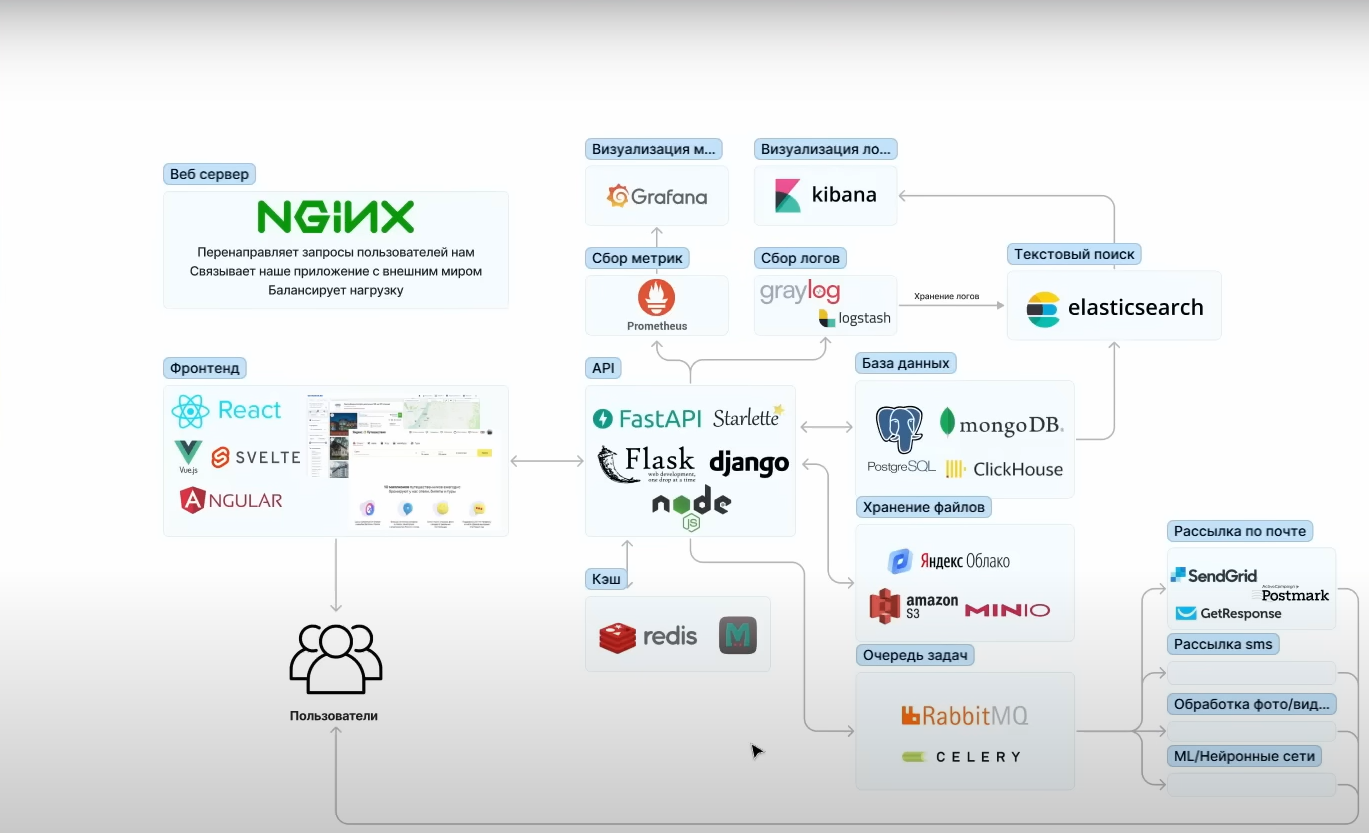 Веб сервер
NGINX
Перенаправляет запросы пользователей нам
Связывает наше приложение с внешним миром
Балансирует нагрузку
Визуализация м...
Grafana
Визуализация ло...
kibana
Сбор метрик
Prometheus
Сбор логов
graylog
logstash
Хранение логов
Текстовый поиск
elasticsearch
Фронтенд
React
Vue.js
SVELTE
ANGULAR
API
FastAPI
Starlette
Flask
web development,
one drop at a time
django
node
JS
База данных
PostgreSQL
mongoDB
ClickHouse
Хранение файлов
Яндекс Облако
amazon
S3
MINIO
Кэш
redis
M
Очередь задач
RabbitMQ
CELERY
Рассылка по почте
SendGrid
Postmark
GetResponse
Рассылка sms
Обработка фото/вид...
ML/Нейронные сети
Пользователи